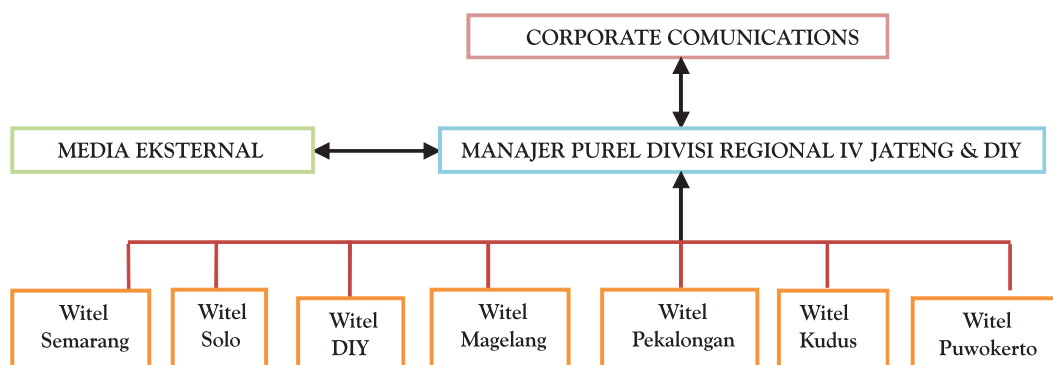 CORPORATE COMUNICATIONS
MEDIA EKSTERNAL
MANAJER PUREL DIVISI REGIONAL IV JATENG & DIY
Witel
Semarang
Witel
Solo
Witel
DIY
Witel
Magelang
Witel
Pekalongan
Witel
Kudus
Witel
Puwokerto